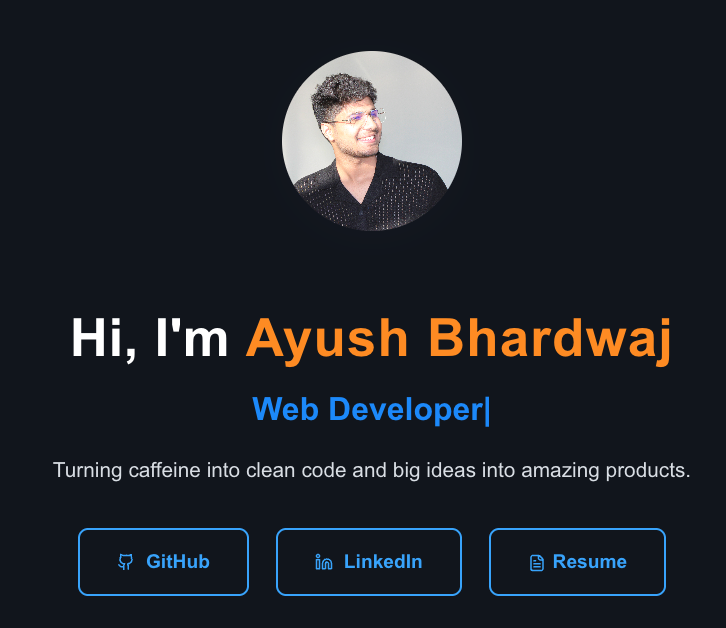 Hi, I'm Ayush Bhardwaj
Web Developer|
Turning caffeine into clean code and big ideas into amazing products.
GitHub LinkedIn Resume